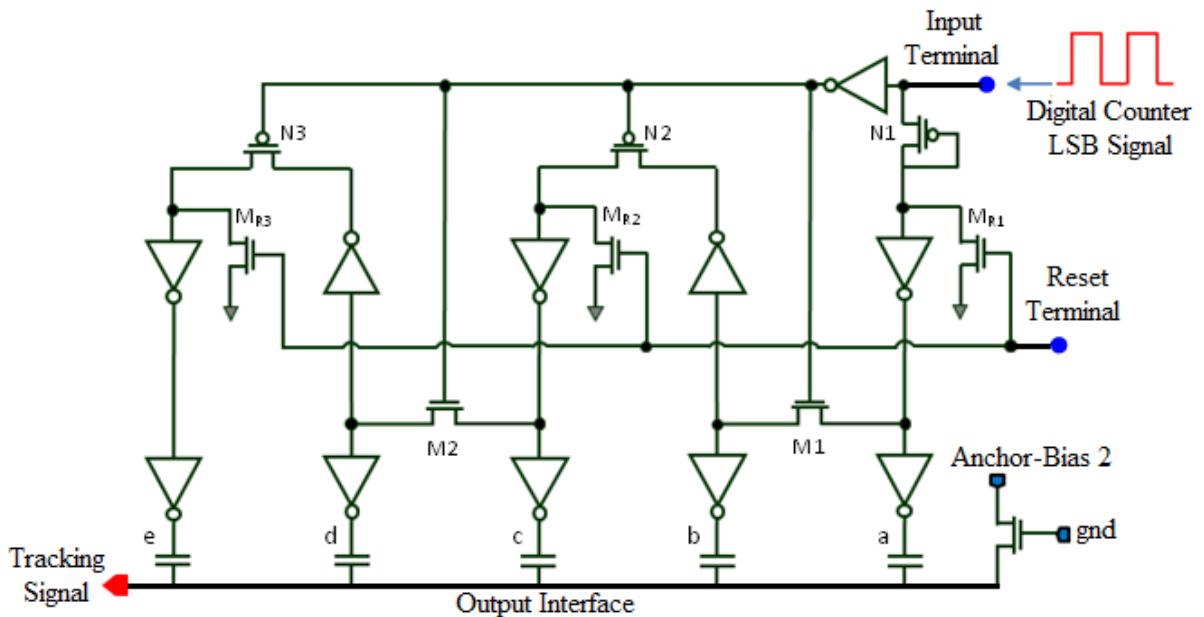 Input
Terminal
Digital Counter
LSB Signal
N3
N2
N1
MR3
MR2
MR1
Reset
Terminal
M2
M1
Anchor-Bias 2
gnd
e
d
c
b
a
Tracking
Signal
Output Interface